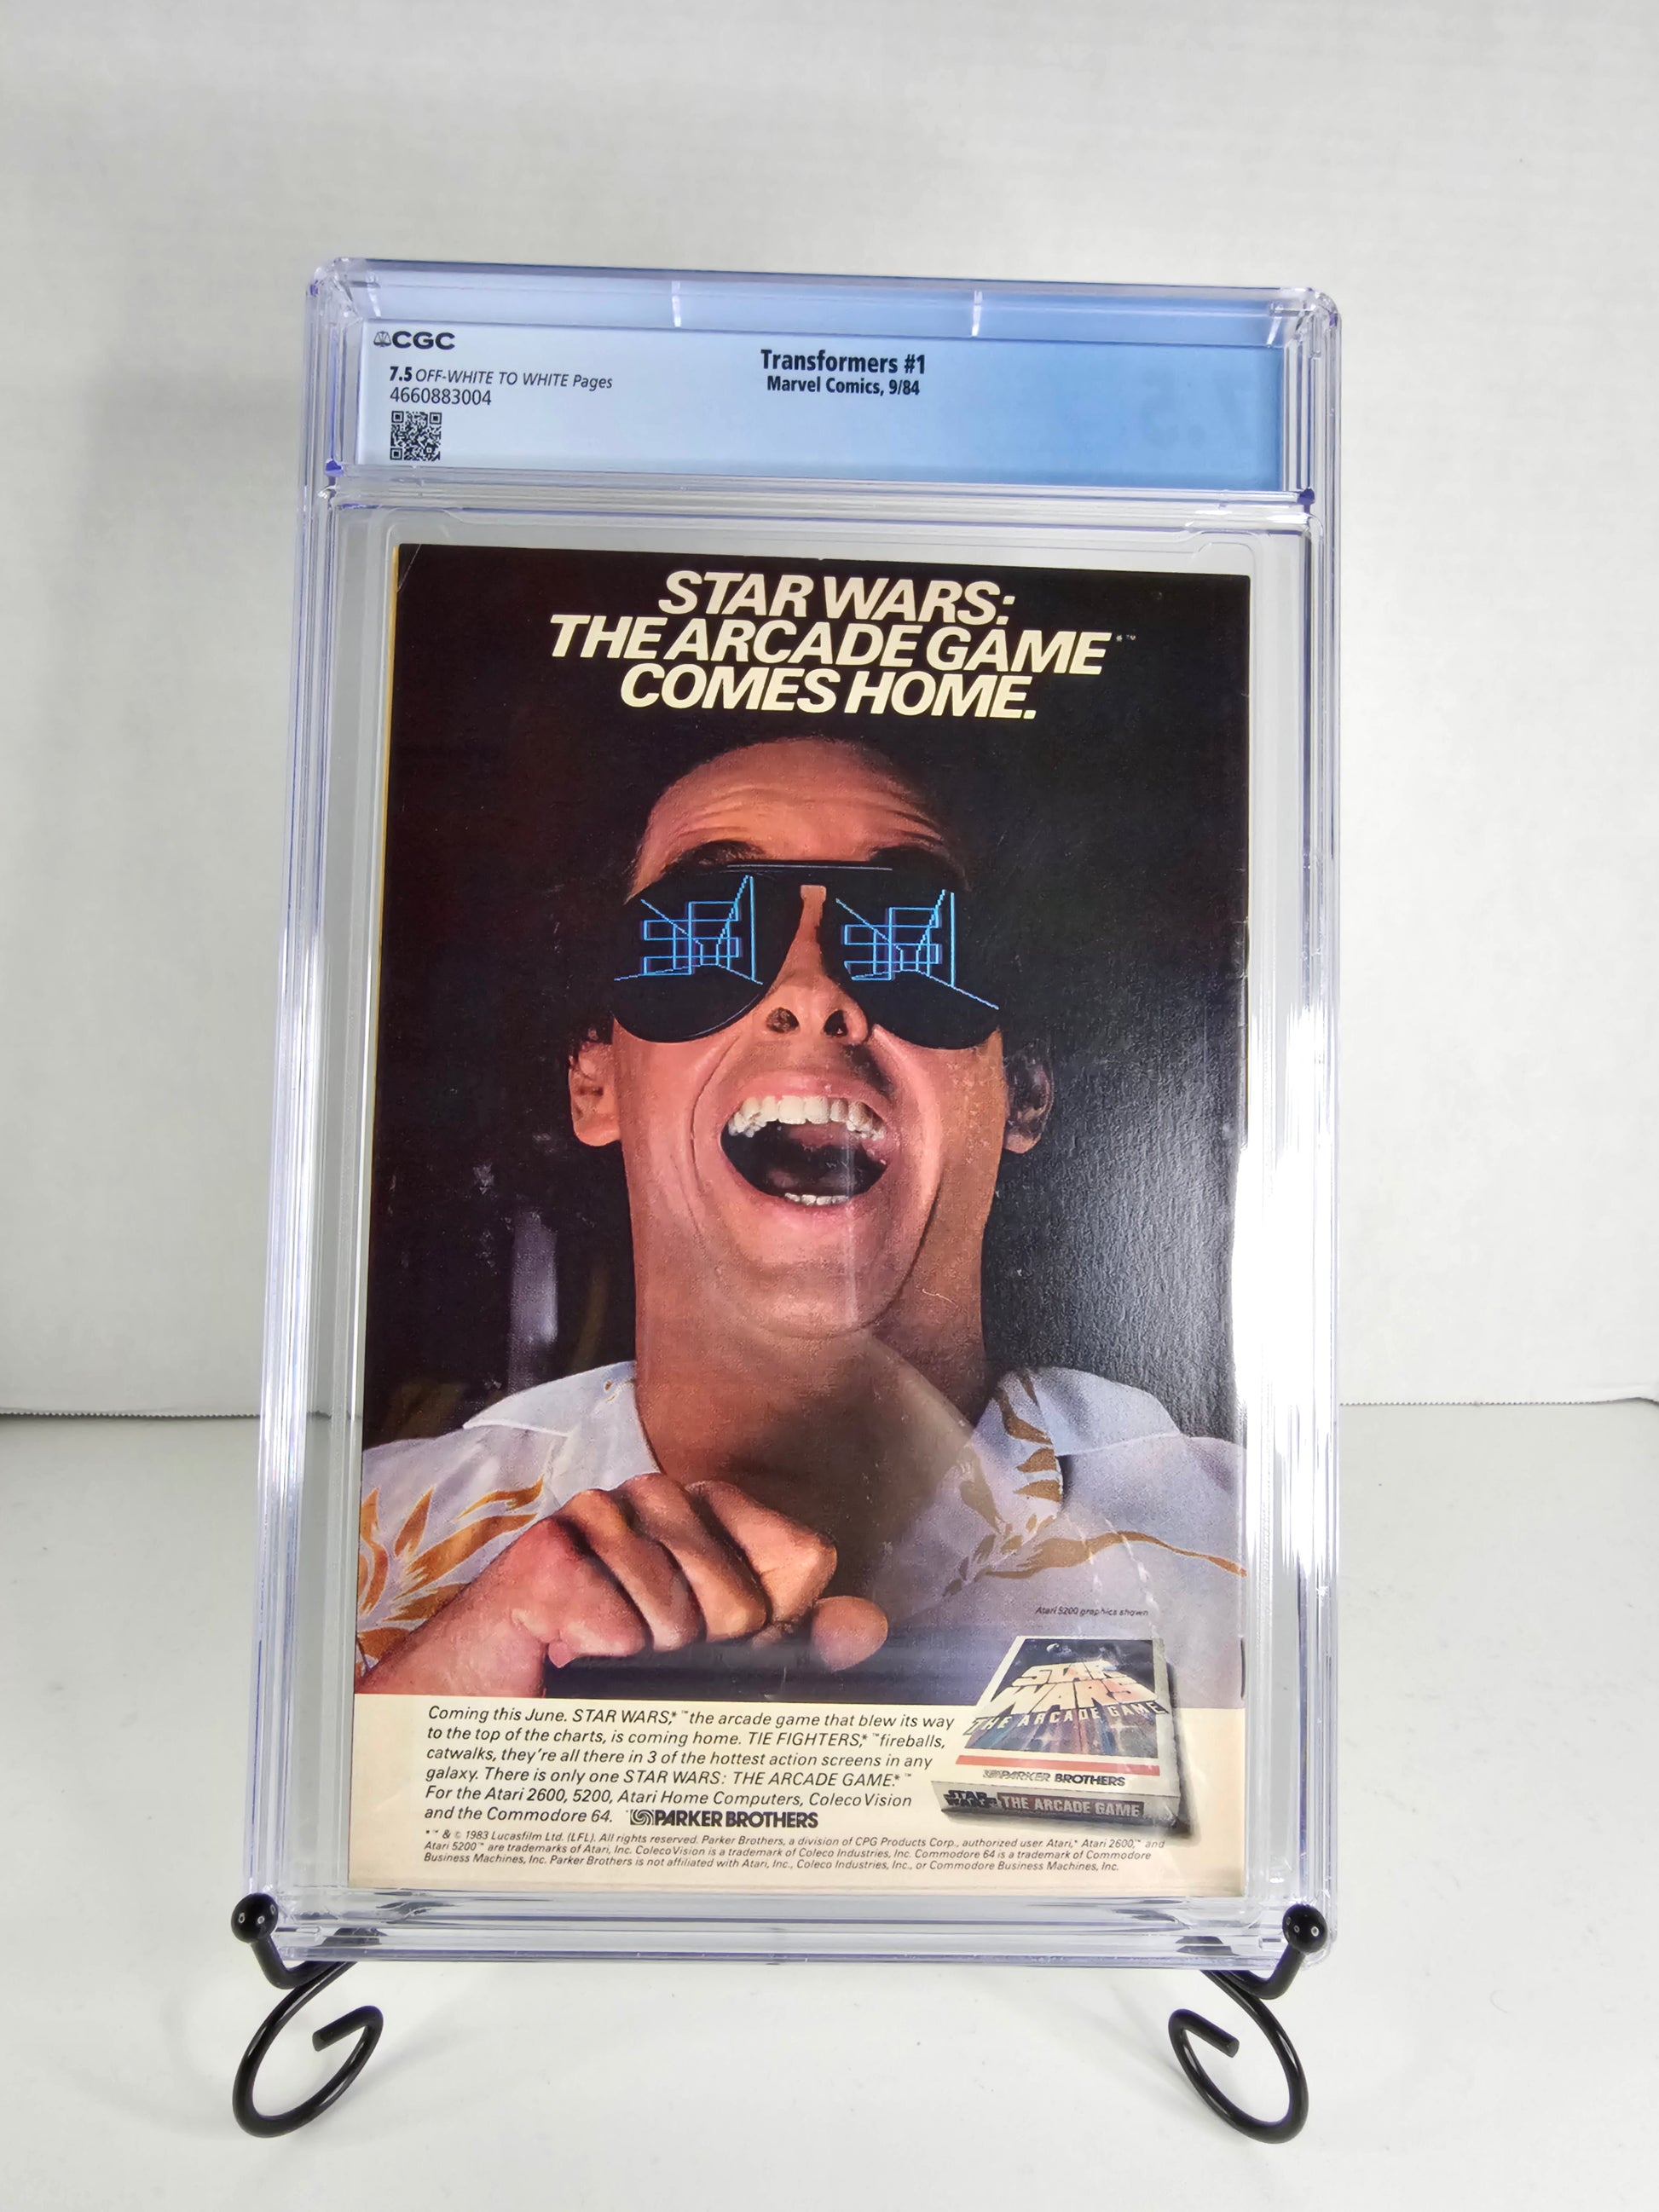 CGC
7.5 OFF-WHITE TO WHITE Pages
4660883004
Transformers #1
Marvel Comics, 9/84
STAR WARS:
THE ARCADE GAME*™
COMES HOME.
Atari 5200 graphics shown
STAR
WARS
THE ARCADE GAME
PARKER BROTHERS
STAR WARS THE ARCADE GAME
Coming this June. STAR WARS,*™ the arcade game that blew its way
to the top of the charts, is coming home. TIE FIGHTERS,*™ fireballs,
catwalks, they're all there in 3 of the hottest action screens in any
galaxy. There is only one STAR WARS: THE ARCADE GAME.*™
For the Atari 2600, 5200, Atari Home Computers, ColecoVision
and the Commodore 64. PARKER BROTHERS
*™ & © 1983 Lucasfilm Ltd. (LFL). All rights reserved. Parker Brothers, a division of CPG Products Corp., authorized user. Atari,* Atari 2600,™ and
Atari 5200™ are trademarks of Atari, Inc. ColecoVision is a trademark of Coleco Industries, Inc. Commodore 64 is a trademark of Commodore
Business Machines, Inc. Parker Brothers is not affiliated with Atari, Inc., Coleco Industries, Inc., or Commodore Business Machines, Inc.